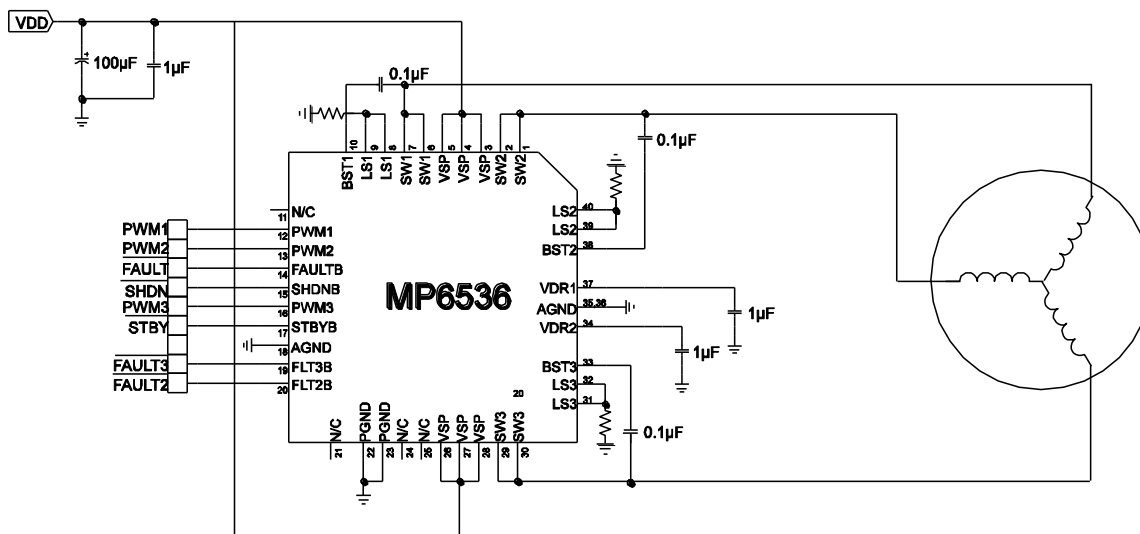 VDD
100µF
1µF
0.1µF
10 9 8 7 6 5 4 3 2 1
BST1 LS1 LS1 SW1 SW1 VSP VSP VSP SW2 SW2
0.1µF
11 N/C
PWM1 12 PWM1
PWM2 13 PWM2
FAULT 14 FAULTB
SHDN 15 SHDNB
PWM3 16 PWM3
STBY 17 STBYB
18 AGND
FAULT3 19 FLT3B
FAULT2 20 FLT2B
MP6536
LS2 40
LS2 39
BST2 38
VDR1 37
AGND 35,36
VDR2 34
BST3 33
LS3 32
LS3 31
1µF
1µF
0.1µF
20
N/C PGND PGND N/C N/C VSP VSP VSP SW3 SW3
21 22 23 24 25 26 27 28 29 30